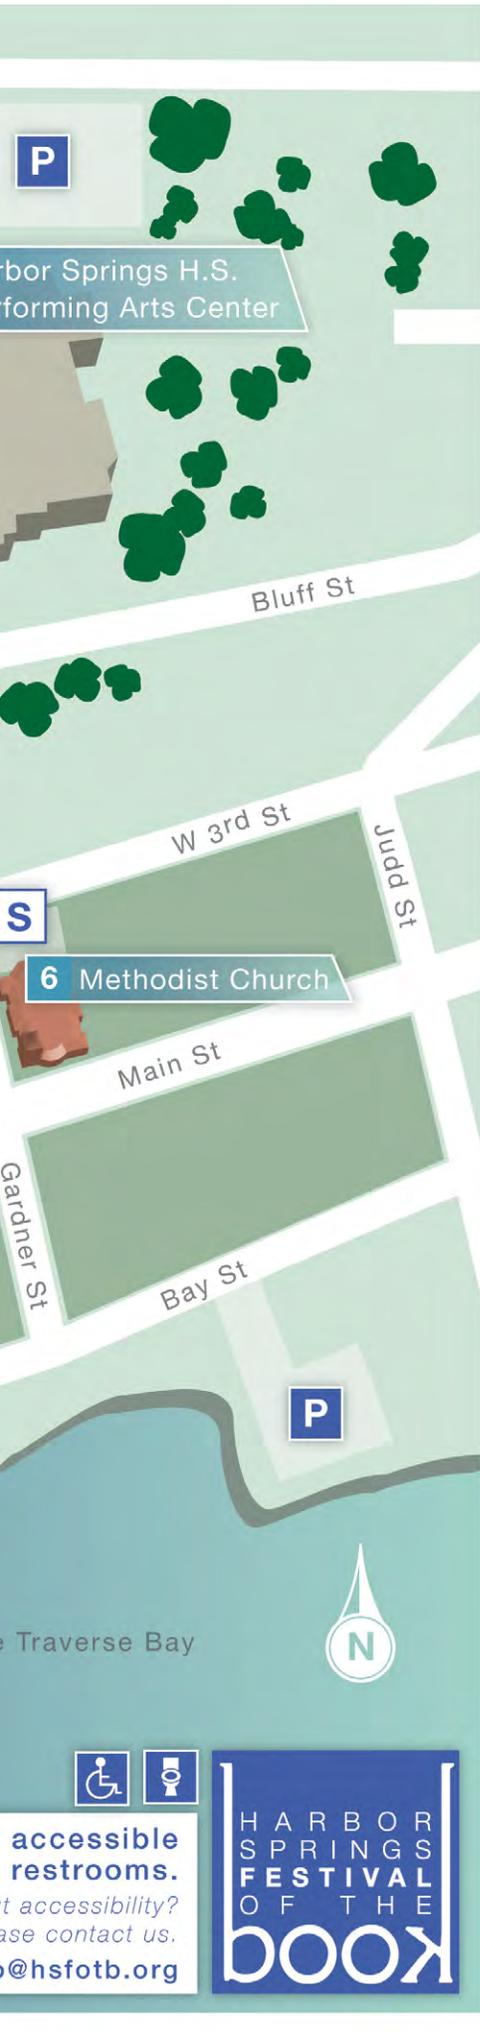 P
rbor Springs H.S.
rforming Arts Center
Bluff St
W 3rd St
Judd St
S
6 Methodist Church
Main St
Gardner St
Bay St
P
N
e Traverse Bay
accessible
restrooms.
t accessibility?
ase contact us.
o@hsfotb.org
HARBOR
SPRINGS
FESTIVAL
OF THE
BOOK